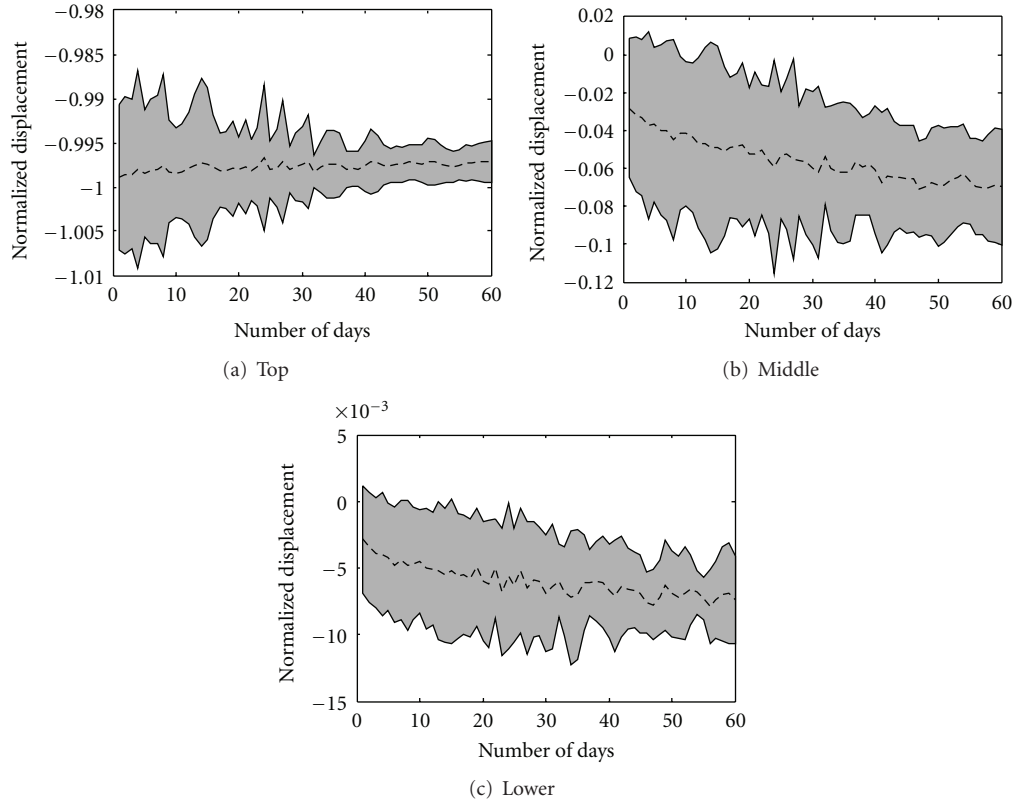 −0.98
−0.985
−0.99
−0.995
−1
−1.005
−1.01
Normalized displacement
0 10 20 30 40 50 60
Number of days
(a) Top
0.02
0
−0.02
−0.04
−0.06
−0.08
−0.1
−0.12
Normalized displacement
0 10 20 30 40 50 60
Number of days
(b) Middle
×10⁻³
5
0
−5
−10
−15
Normalized displacement
0 10 20 30 40 50 60
Number of days
(c) Lower